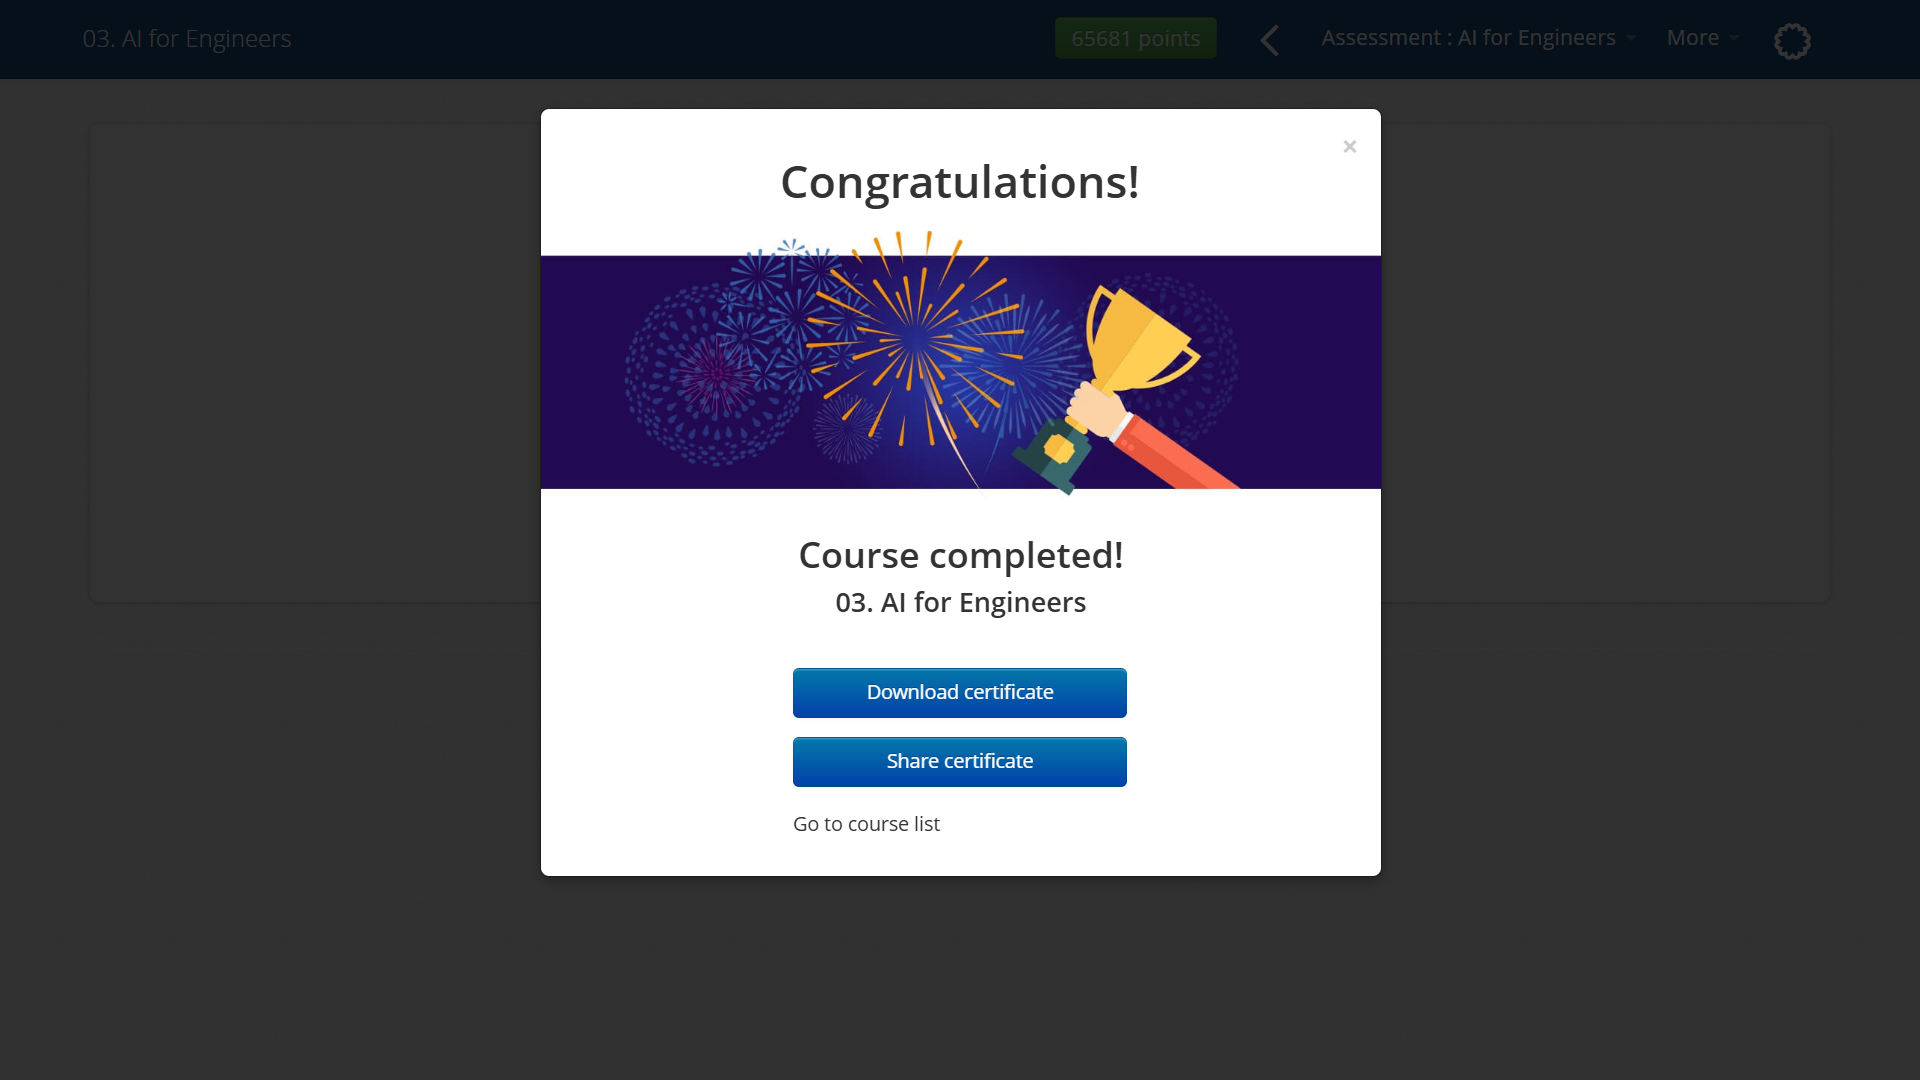 03. AI for Engineers
65681 points
Assessment : AI for Engineers
More
×
Congratulations!
Course completed!
03. AI for Engineers
Download certificate
Share certificate
Go to course list